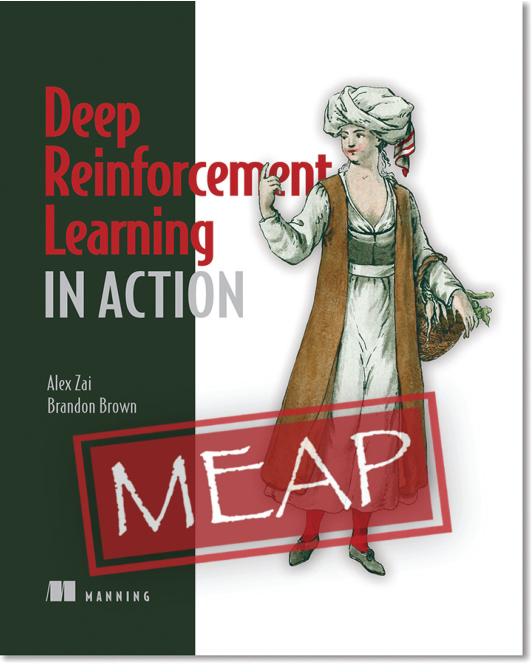 Deep
Reinforcement
Learning
IN ACTION
Alex Zai
Brandon Brown
MEAP
MANNING